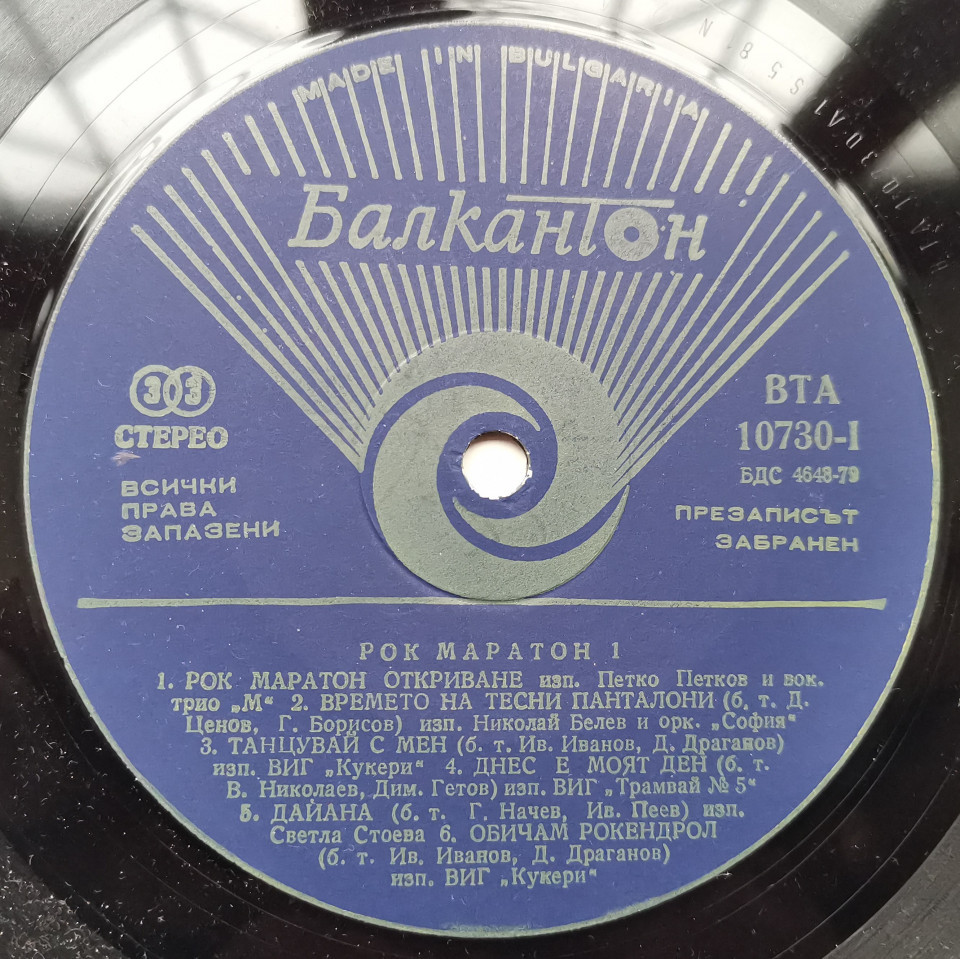 MADE IN BULGARIA
Балкантон
33
СТЕРЕО
ВСИЧКИ
ПРАВА
ЗАПАЗЕНИ
ВТА
10730-I
БДС 4648-79
ПРЕЗАПИСЪТ
ЗАБРАНЕН
РОК МАРАТОН 1
1. РОК МАРАТОН ОТКРИВАНЕ изп. Петко Петков и вок.
трио „М“ 2. ВРЕМЕТО НА ТЕСНИ ПАНТАЛОНИ (б. т. Д.
Ценов, Г. Борисов) изп. Николай Белев и орк. „София“
3. ТАНЦУВАЙ С МЕН (б. т. Ив. Иванов, Д. Драганов)
изп. ВИГ „Кукери“ 4. ДНЕС Е МОЯТ ДЕН (б. т.
В. Николаев, Дим. Гетов) изп. ВИГ „Трамвай № 5“
5. ДАЙАНА (б. т. Г. Начев, Ив. Пеев) изп.
Светла Стоева 6. ОБИЧАМ РОКЕНДРОЛ
(б. т. Ив. Иванов, Д. Драганов)
изп. ВИГ „Кукери“